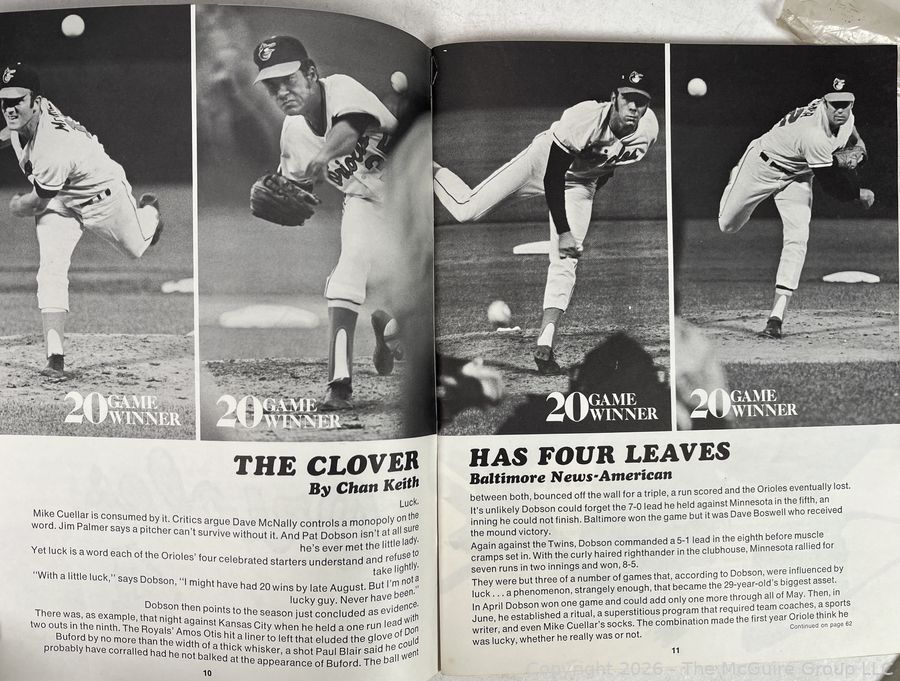 20 GAME WINNER
20 GAME WINNER
20 GAME WINNER
20 GAME WINNER
Orioles
THE CLOVER
By Chan Keith
Luck.
Mike Cuellar is consumed by it. Critics argue Dave McNally controls a monopoly on the
word. Jim Palmer says a pitcher can't survive without it. And Pat Dobson isn't at all sure
he's ever met the little lady.
Yet luck is a word each of the Orioles' four celebrated starters understand and refuse to
take lightly.
"With a little luck," says Dobson, "I might have had 20 wins by late August. But I'm not a
lucky guy. Never have been."
Dobson then points to the season just concluded as evidence.
There was, as example, that night against Kansas City when he held a one run lead with
two outs in the ninth. The Royals' Amos Otis hit a liner to left that eluded the glove of Don
Buford by no more than the width of a thick whisker, a shot Paul Blair said he could
probably have corralled had he not balked at the appearance of Buford. The ball went
10
HAS FOUR LEAVES
Baltimore News-American
between both, bounced off the wall for a triple, a run scored and the Orioles eventually lost.
It's unlikely Dobson could forget the 7-0 lead he held against Minnesota in the fifth, an
inning he could not finish. Baltimore won the game but it was Dave Boswell who received
the mound victory.
Again against the Twins, Dobson commanded a 5-1 lead in the eighth before muscle
cramps set in. With the curly haired righthander in the clubhouse, Minnesota rallied for
seven runs in two innings and won, 8-5.
They were but three of a number of games that, according to Dobson, were influenced by
luck . . . a phenomenon, strangely enough, that became the 29-year-old's biggest asset.
In April Dobson won one game and could add only one more through all of May. Then, in
June, he established a ritual, a superstitious program that required team coaches, a sports
writer, and even Mike Cuellar's socks. The combination made the first year Oriole think he
was lucky, whether he really was or not.
Continued on page 62
11
Copyright 2026 - The McGuire Group LLC